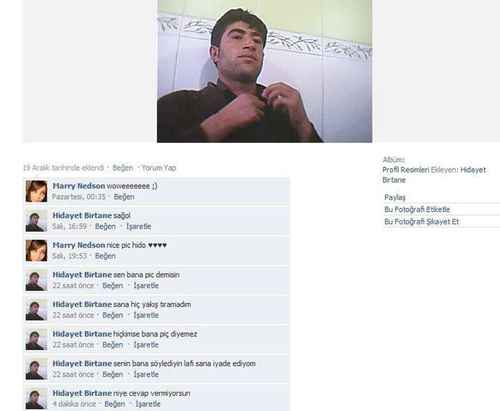 19 Aralık tarihinde eklendi · Beğen · Yorum Yap
Marry Nedson woweeeeeee ;)
Pazartesi, 00:35 · Beğen
Hidayet Birtane sağol
Salı, 16:59 · Beğen · İşaretle
Marry Nedson nice pic hido ♥♥♥♥
Salı, 19:53 · Beğen
Hidayet Birtane sen bana pic demisin
22 saat önce · Beğen · İşaretle
Hidayet Birtane sana hiç yakış tıramadım
22 saat önce · Beğen · İşaretle
Hidayet Birtane hiçkimse bana piç diyemez
22 saat önce · Beğen · İşaretle
Hidayet Birtane senin bana söylediyin lafi sana iyade ediyom
22 saat önce · Beğen · İşaretle
Hidayet Birtane niye cevap vermiyorsun
4 dakika önce · Beğen · İşaretle
Albüm:
Profil Resimleri Ekleyen: Hidayet
Birtane
Paylaş
Bu Fotoğrafı Etiketle
Bu Fotoğrafı Şikayet Et